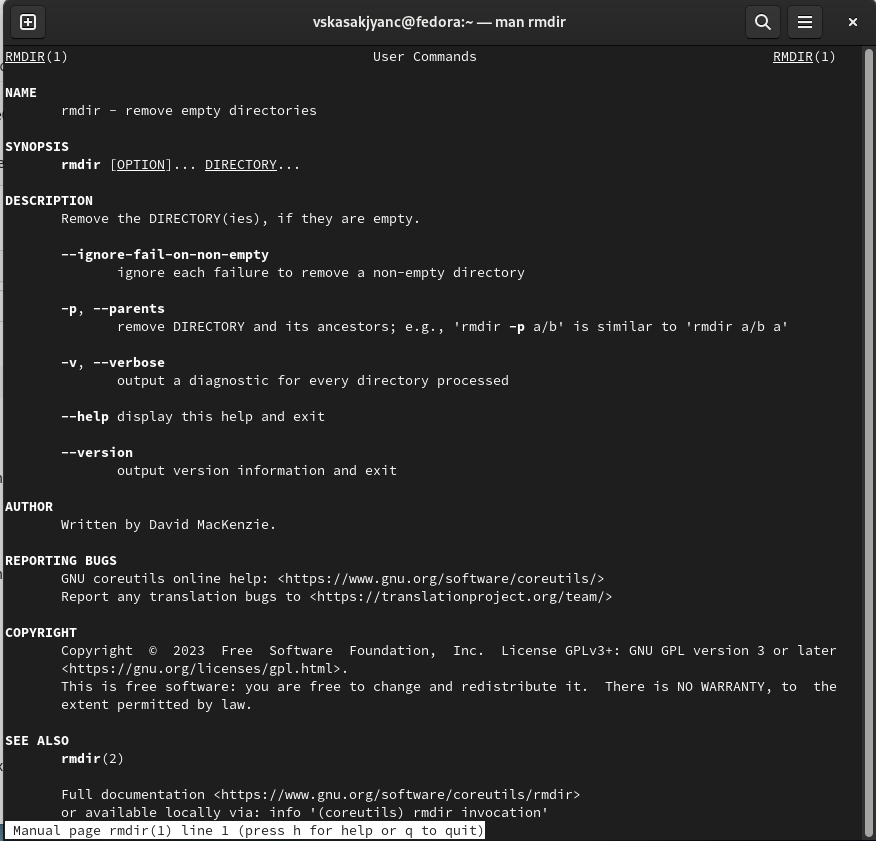 vskasakjyanc@fedora:~ — man rmdir
RMDIR(1) User Commands RMDIR(1)
NAME
rmdir - remove empty directories
SYNOPSIS
rmdir [OPTION]... DIRECTORY...
DESCRIPTION
Remove the DIRECTORY(ies), if they are empty.
--ignore-fail-on-non-empty
ignore each failure to remove a non-empty directory
-p, --parents
remove DIRECTORY and its ancestors; e.g., 'rmdir -p a/b' is similar to 'rmdir a/b a'
-v, --verbose
output a diagnostic for every directory processed
--help display this help and exit
--version
output version information and exit
AUTHOR
Written by David MacKenzie.
REPORTING BUGS
GNU coreutils online help: <https://www.gnu.org/software/coreutils/>
Report any translation bugs to <https://translationproject.org/team/>
COPYRIGHT
Copyright © 2023 Free Software Foundation, Inc. License GPLv3+: GNU GPL version 3 or later
<https://gnu.org/licenses/gpl.html>.
This is free software: you are free to change and redistribute it. There is NO WARRANTY, to the
extent permitted by law.
SEE ALSO
rmdir(2)
Full documentation <https://www.gnu.org/software/coreutils/rmdir>
or available locally via: info '(coreutils) rmdir invocation'
Manual page rmdir(1) line 1 (press h for help or q to quit)